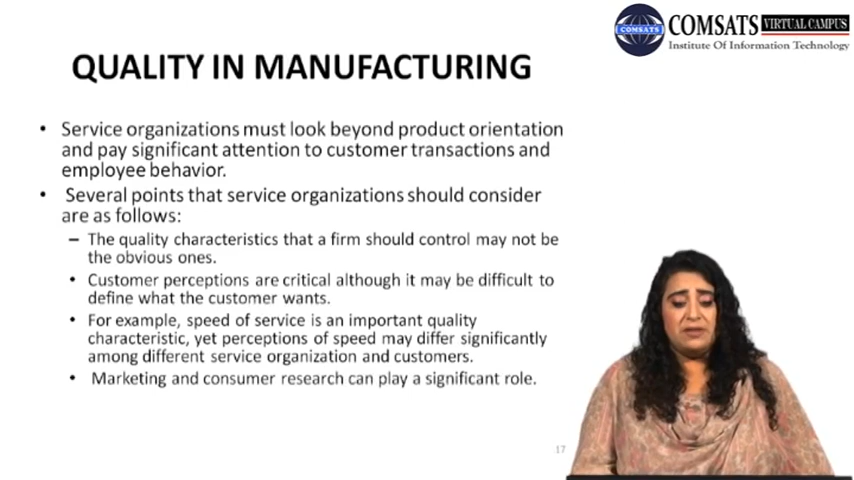 COMSATS VIRTUAL CAMPUS
COMSATS
Institute Of Information Technology
QUALITY IN MANUFACTURING
• Service organizations must look beyond product orientation
and pay significant attention to customer transactions and
employee behavior.
• Several points that service organizations should consider
are as follows:
– The quality characteristics that a firm should control may not be
the obvious ones.
• Customer perceptions are critical although it may be difficult to
define what the customer wants.
• For example, speed of service is an important quality
characteristic, yet perceptions of speed may differ significantly
among different service organization and customers.
• Marketing and consumer research can play a significant role.
17